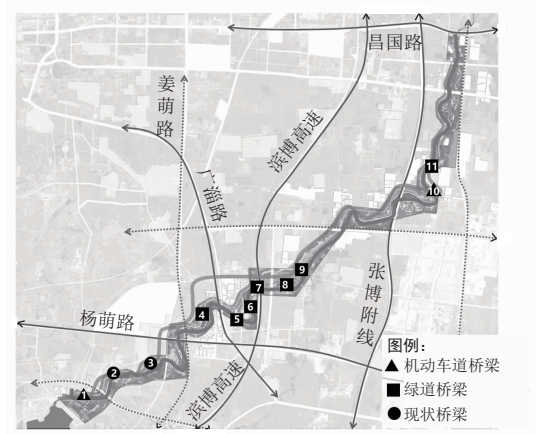 昌国路
姜萌路
滨博高速
广淄路
11
10
9
8
7
6
5
4
张博附线
杨萌路
3
2
1
滨博高速
图例：
机动车道桥梁
绿道桥梁
现状桥梁